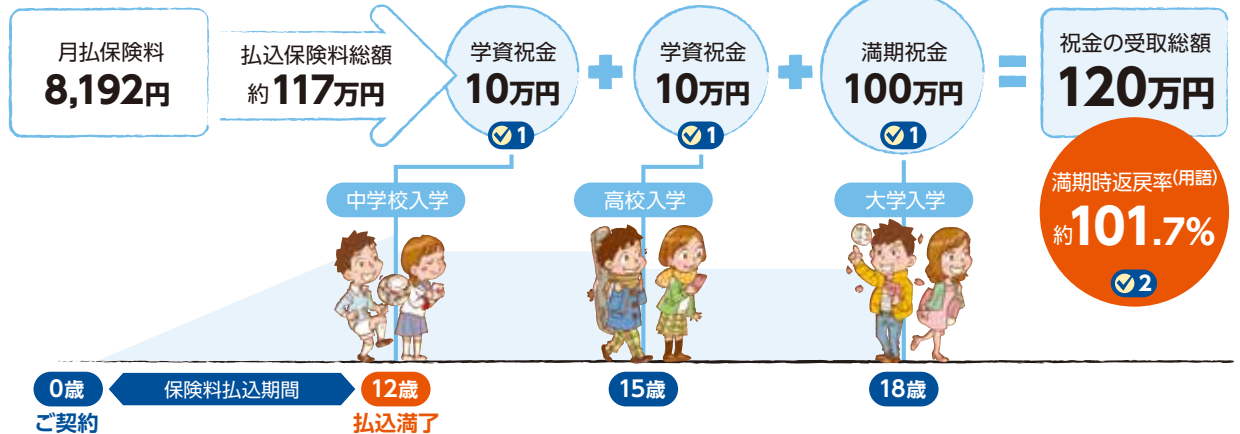 月払保険料
8,192円
払込保険料総額
約117万円
学資祝金
10万円
1
+
学資祝金
10万円
1
+
満期祝金
100万円
1
=
祝金の受取総額
120万円
満期時返戻率(用語)
約101.7%
2
中学校入学
高校入学
大学入学
0歳
ご契約
保険料払込期間
12歳
払込満了
15歳
18歳